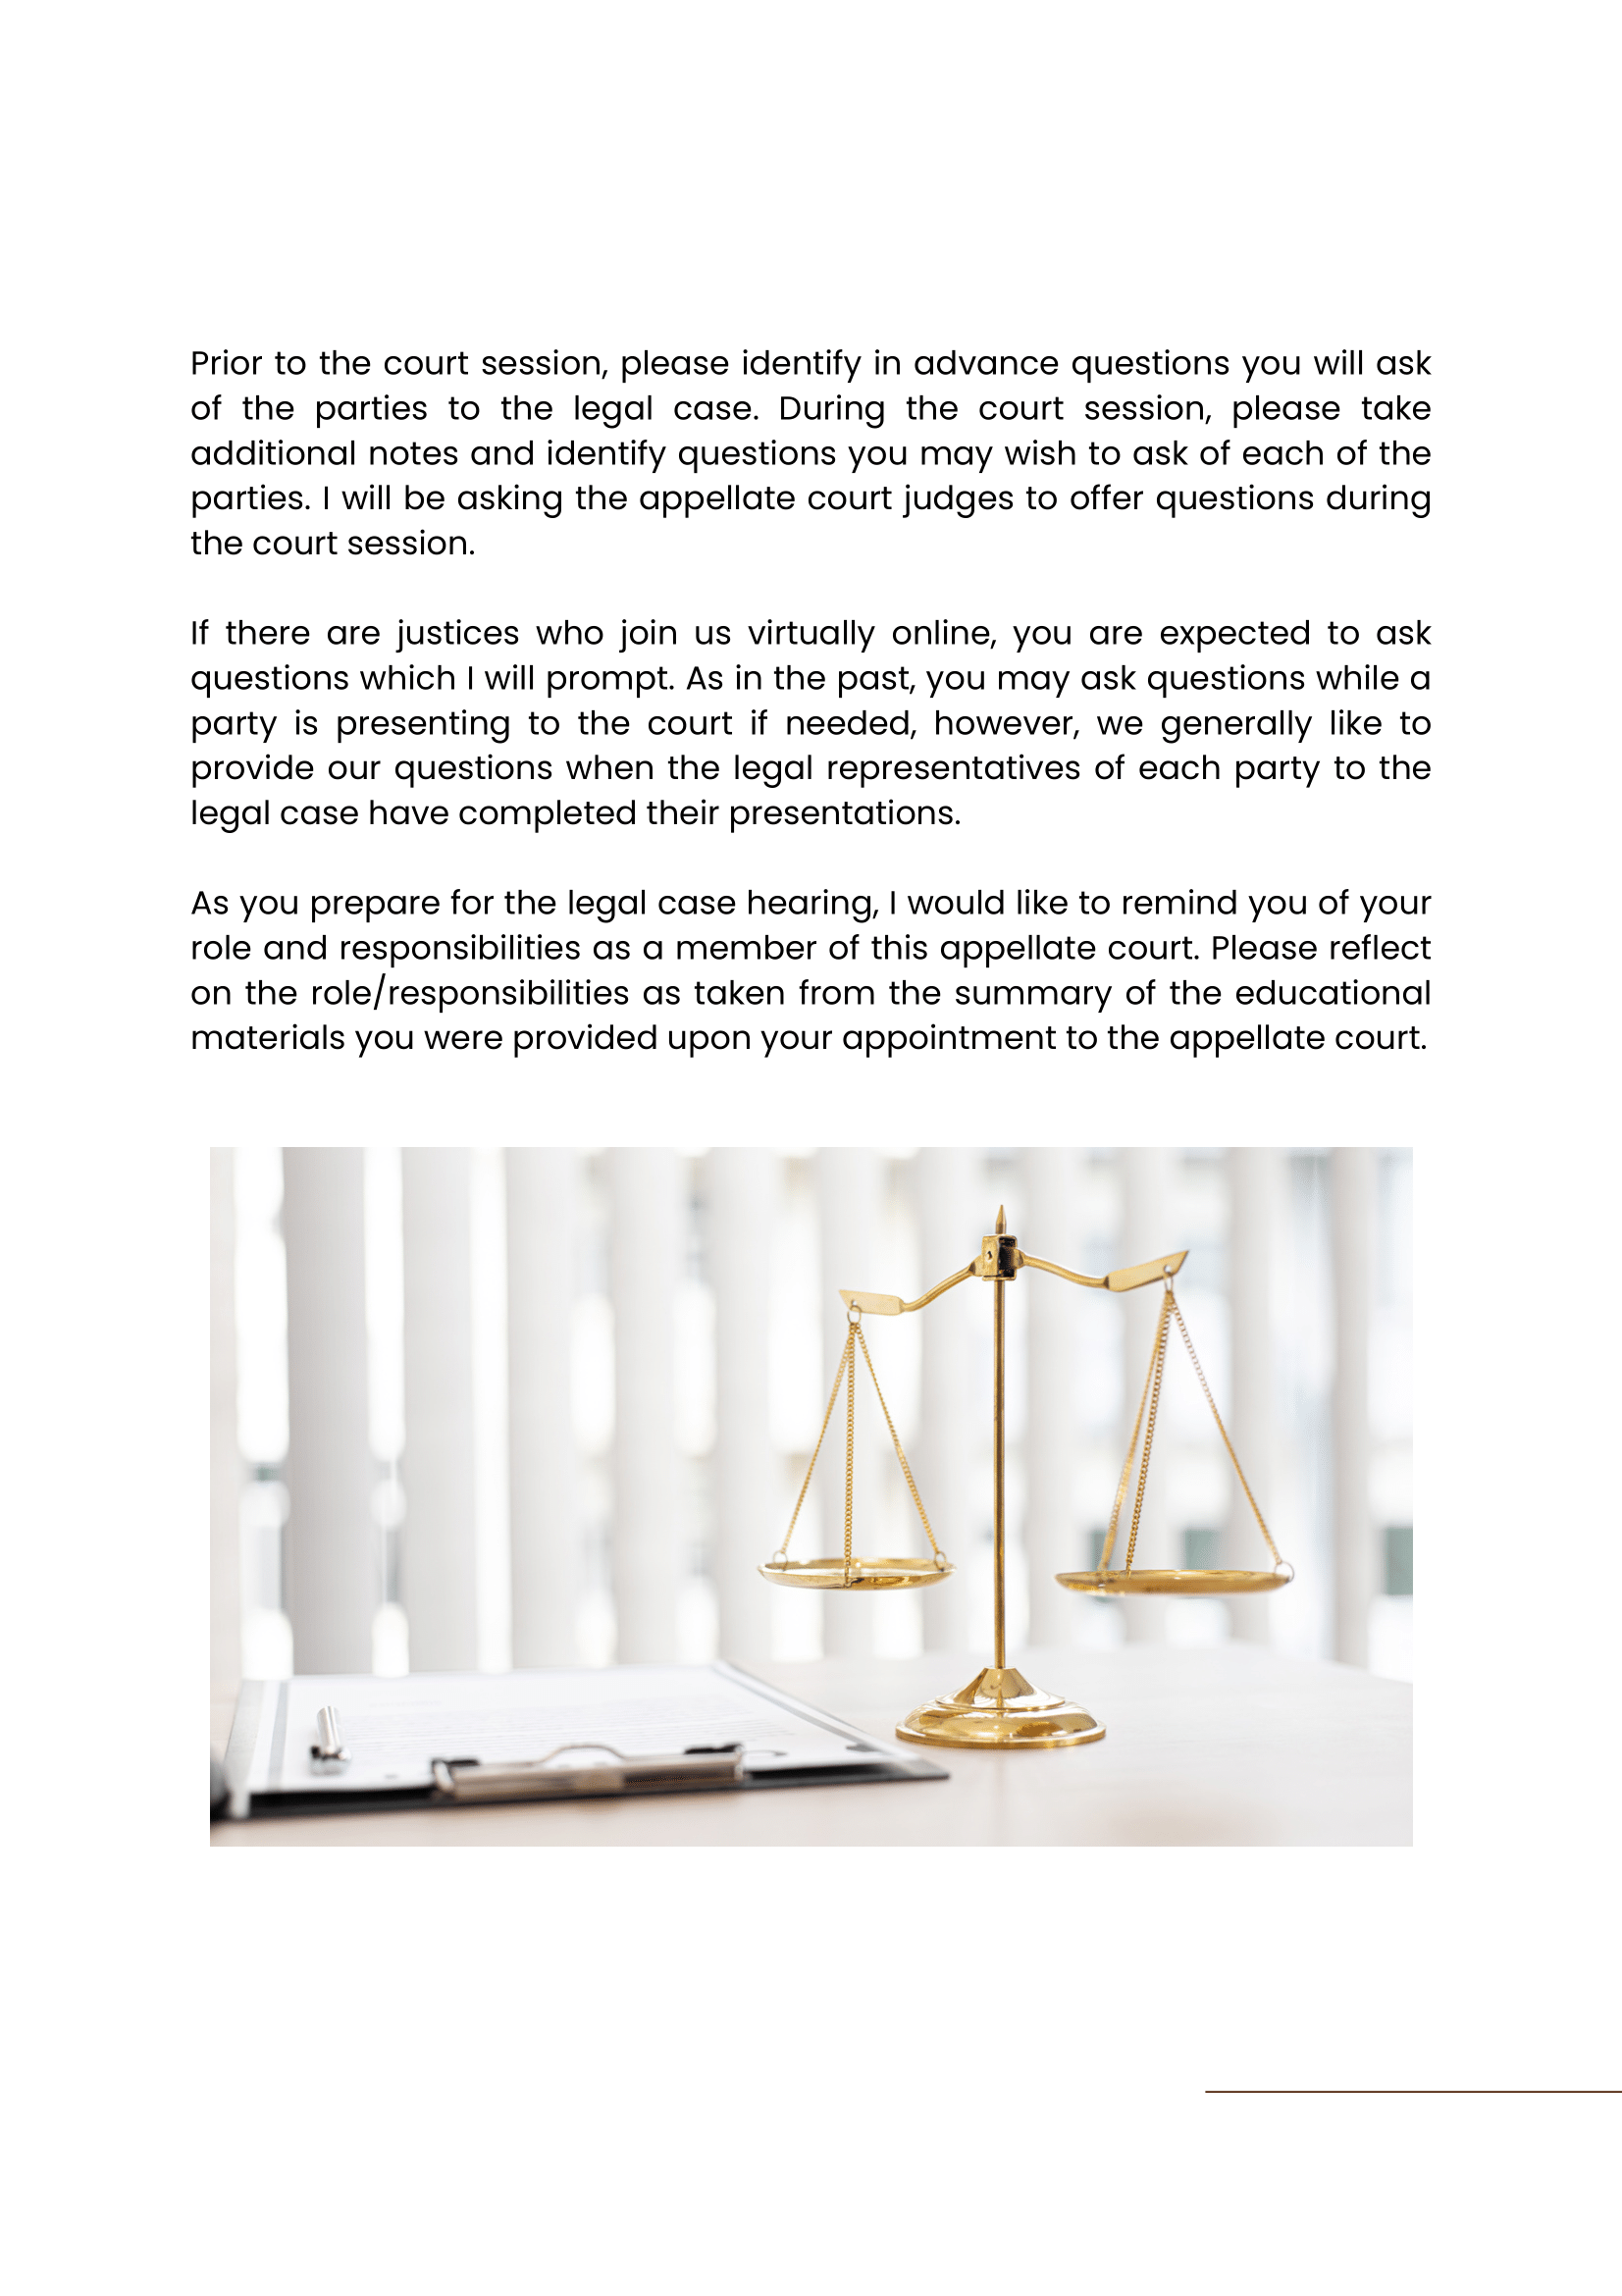 Prior to the court session, please identify in advance questions you will ask
of the parties to the legal case. During the court session, please take
additional notes and identify questions you may wish to ask of each of the
parties. I will be asking the appellate court judges to offer questions during
the court session.
If there are justices who join us virtually online, you are expected to ask
questions which I will prompt. As in the past, you may ask questions while a
party is presenting to the court if needed, however, we generally like to
provide our questions when the legal representatives of each party to the
legal case have completed their presentations.
As you prepare for the legal case hearing, I would like to remind you of your
role and responsibilities as a member of this appellate court. Please reflect
on the role/responsibilities as taken from the summary of the educational
materials you were provided upon your appointment to the appellate court.